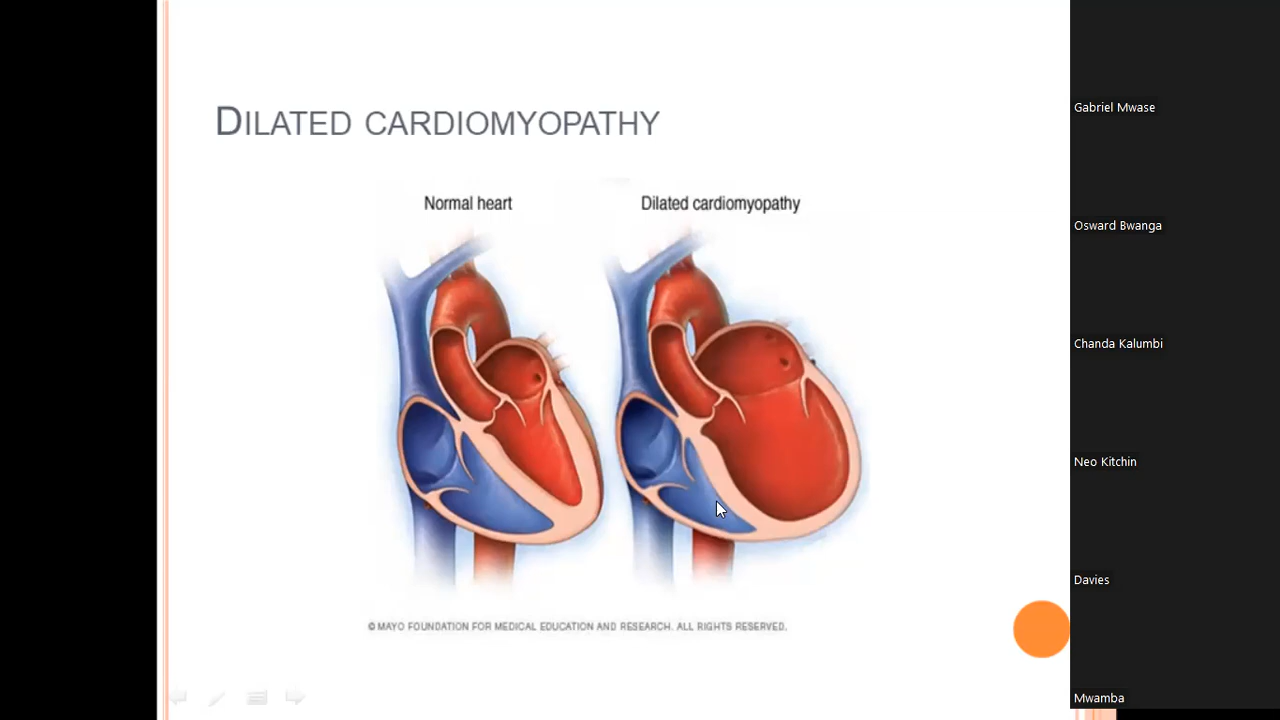 DILATED CARDIOMYOPATHY
Normal heart
Dilated cardiomyopathy
© MAYO FOUNDATION FOR MEDICAL EDUCATION AND RESEARCH. ALL RIGHTS RESERVED.
Gabriel Mwase
Osward Bwanga
Chanda Kalumbi
Neo Kitchin
Davies
Mwamba